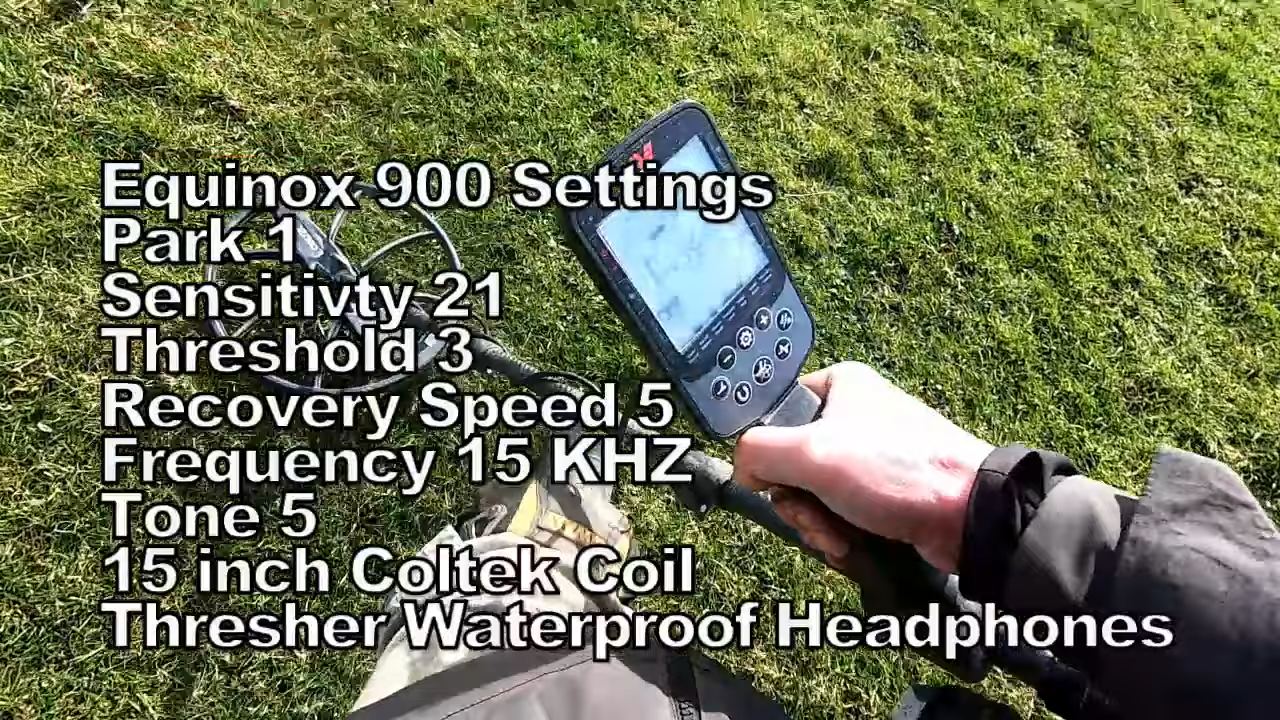 Equinox 900 Settings
Park 1
Sensitivty 21
Threshold 3
Recovery Speed 5
Frequency 15 KHZ
Tone 5
15 inch Coltek Coil
Thresher Waterproof Headphones